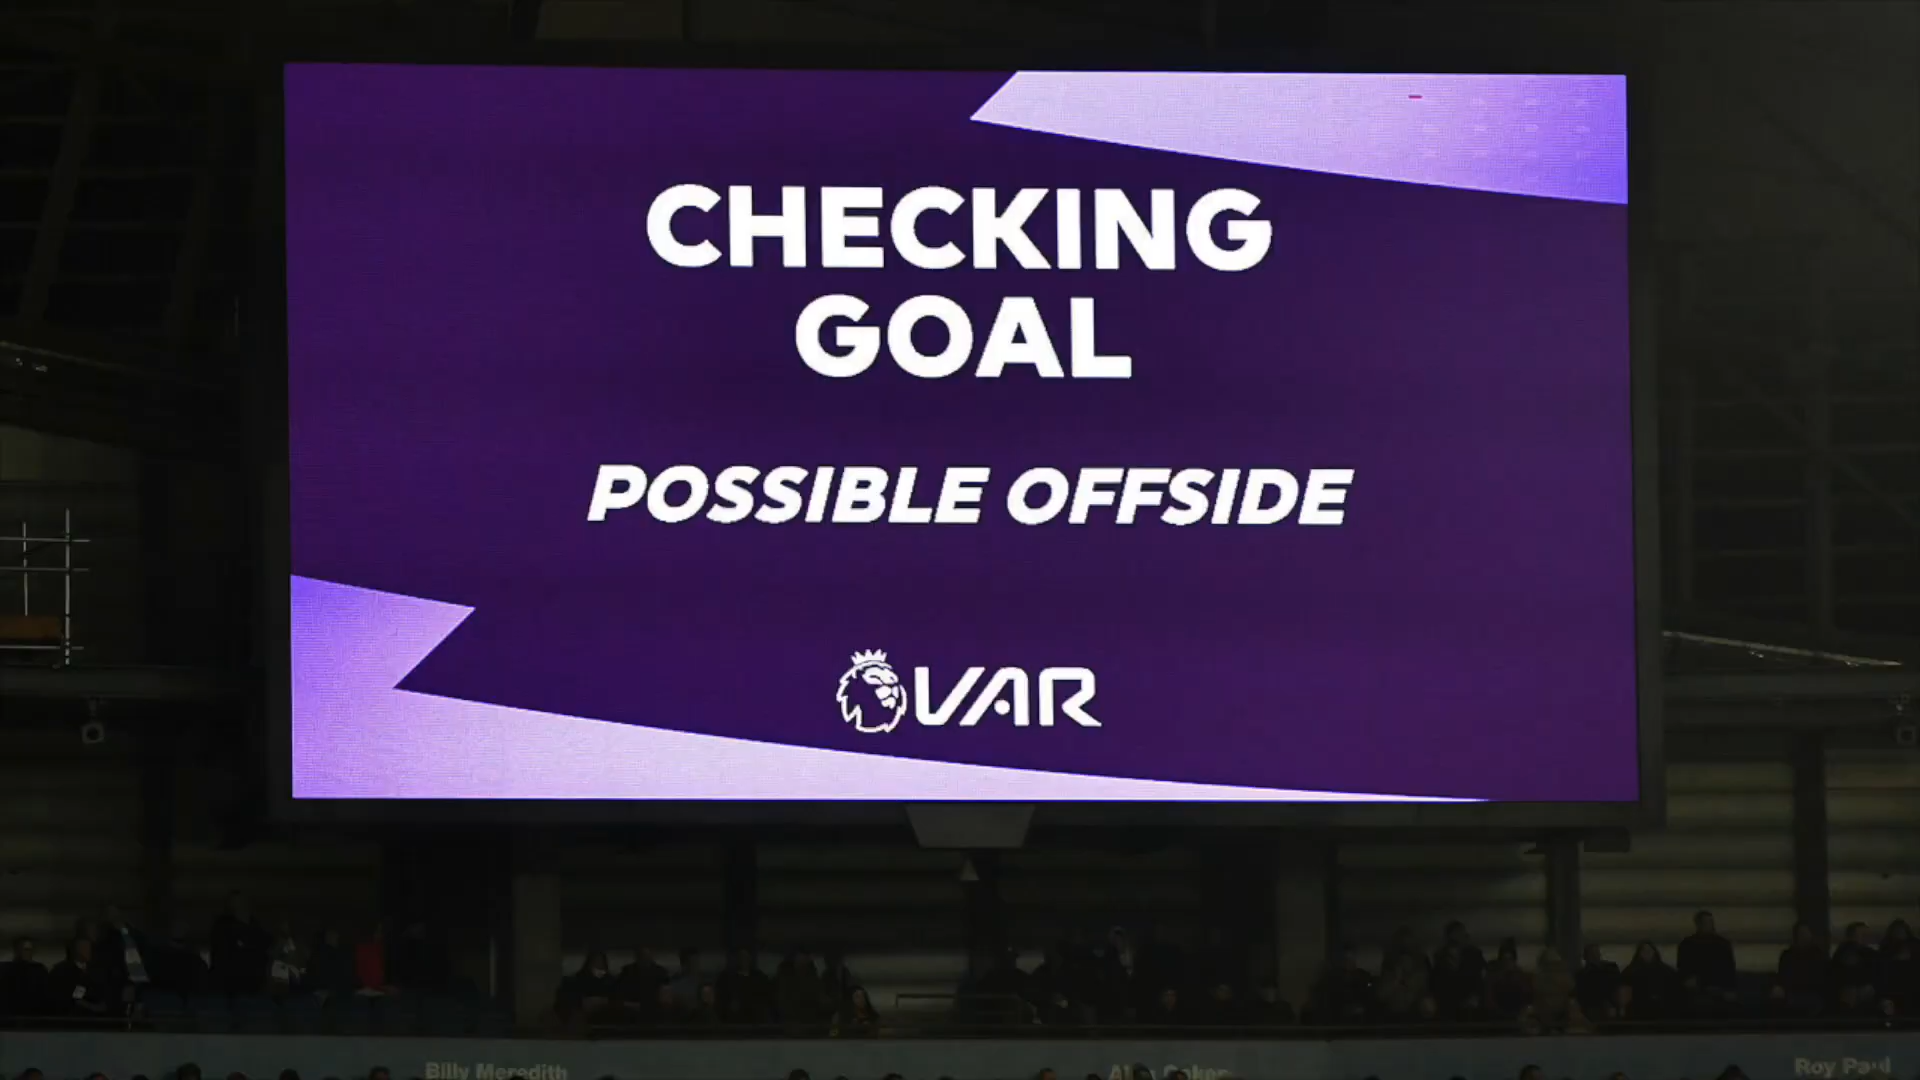 CHECKING
GOAL
POSSIBLE OFFSIDE
VAR
Billy Meredith
Roy Paul